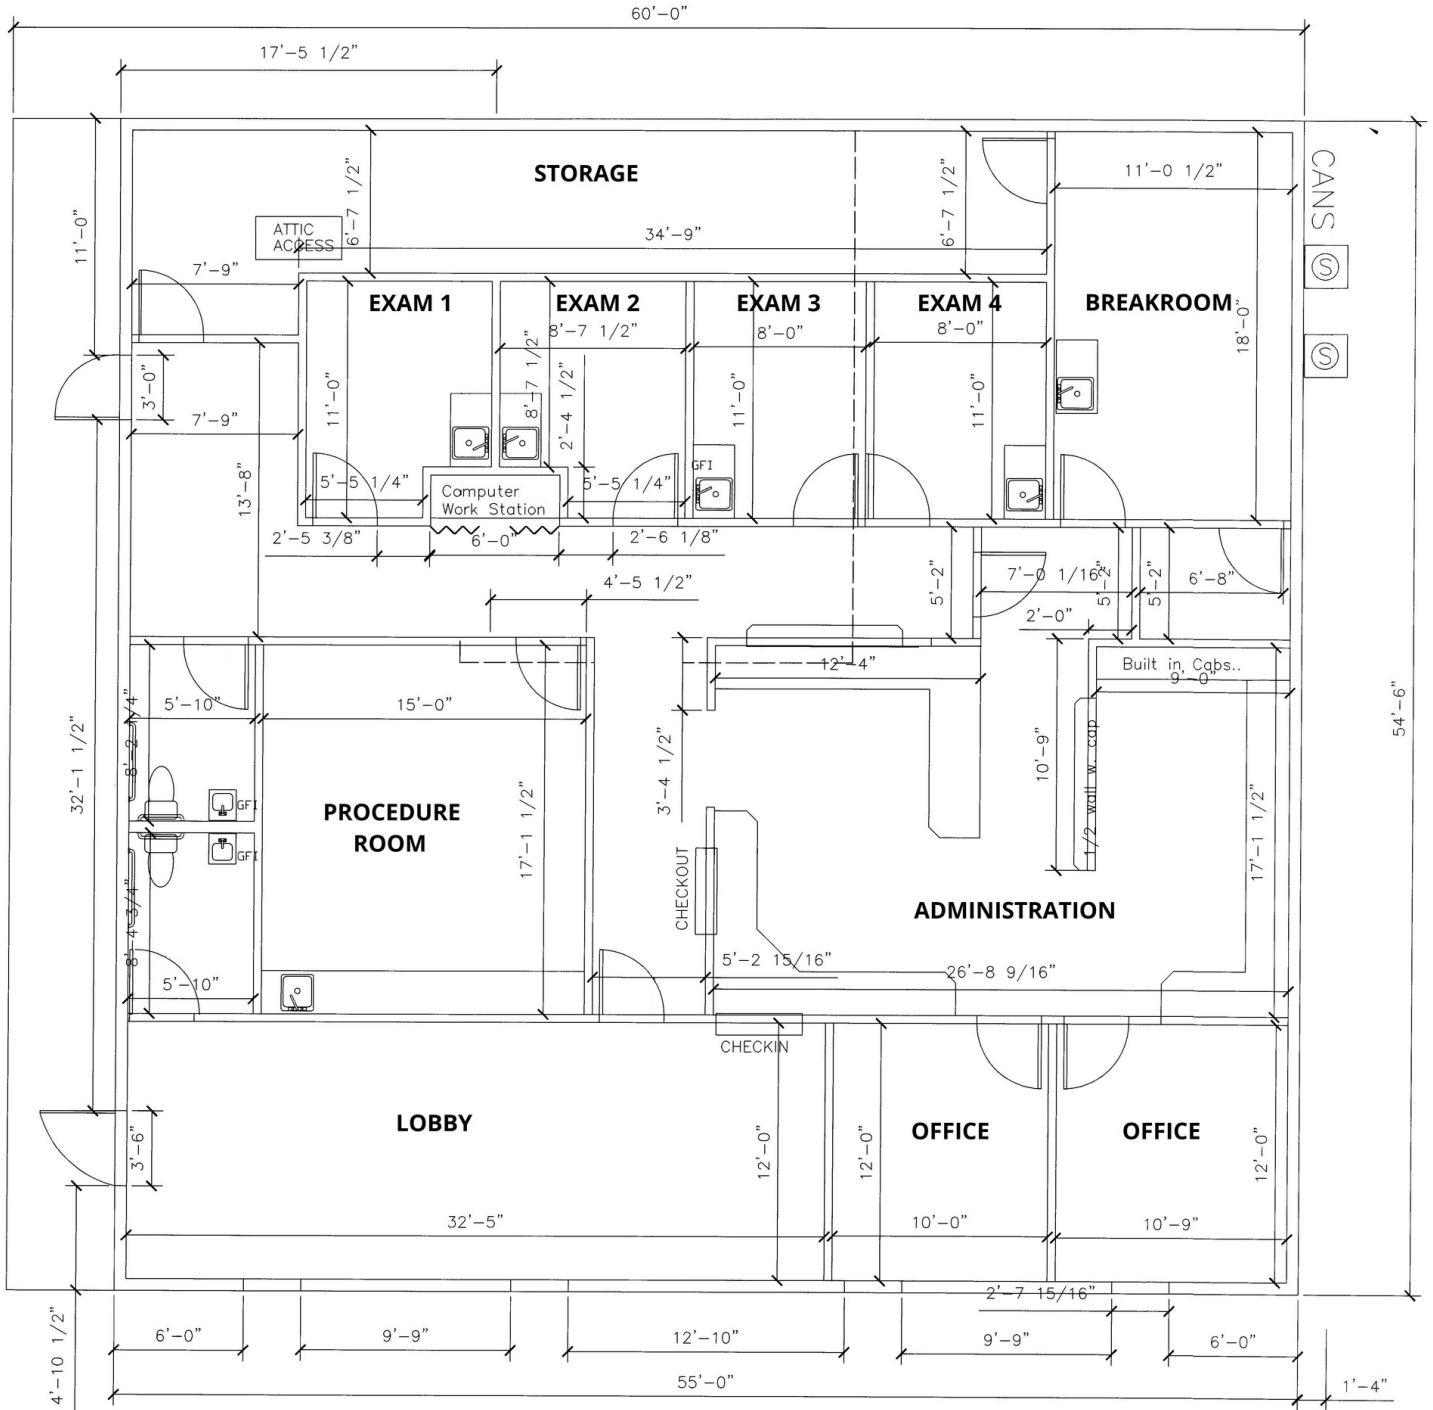 60'-0"
17'-5 1/2"
CANS
STORAGE
6'-7 1/2"
6'-7 1/2"
11'-0 1/2"
11'-0"
ATTIC
ACCESS
34'-9"
7'-9"
S
S
EXAM 1
EXAM 2
EXAM 3
EXAM 4
BREAKROOM
8'-7 1/2"
8'-0"
8'-0"
18'-0"
3'-0"
7'-9"
11'-0"
8'-7 1/2"
2'-4 1/2"
11'-0"
11'-0"
GFI
13'-8"
5'-5 1/4"
Computer
Work Station
5'-5 1/4"
2'-5 3/8"
6'-0"
2'-6 1/8"
4'-5 1/2"
5'-2"
7'-0 1/16"
5'-2"
5'-2"
6'-8"
2'-0"
12'-4"
Built in Cabs..
9'-0"
5'-10"
15'-0"
8'-2 1/4"
32'-1 1/2"
3'-4 1/2"
10'-9"
1/2 wall w. cap
54'-6"
GFI
GFI
PROCEDURE
ROOM
17'-1 1/2"
17'-1 1/2"
CHECKOUT
ADMINISTRATION
8'-4 3/4"
5'-10"
5'-2 15/16"
26'-8 9/16"
CHECKIN
LOBBY
OFFICE
OFFICE
3'-6"
12'-0"
12'-0"
12'-0"
32'-5"
10'-0"
10'-9"
2'-7 15/16"
4'-10 1/2"
6'-0"
9'-9"
12'-10"
9'-9"
6'-0"
55'-0"
1'-4"